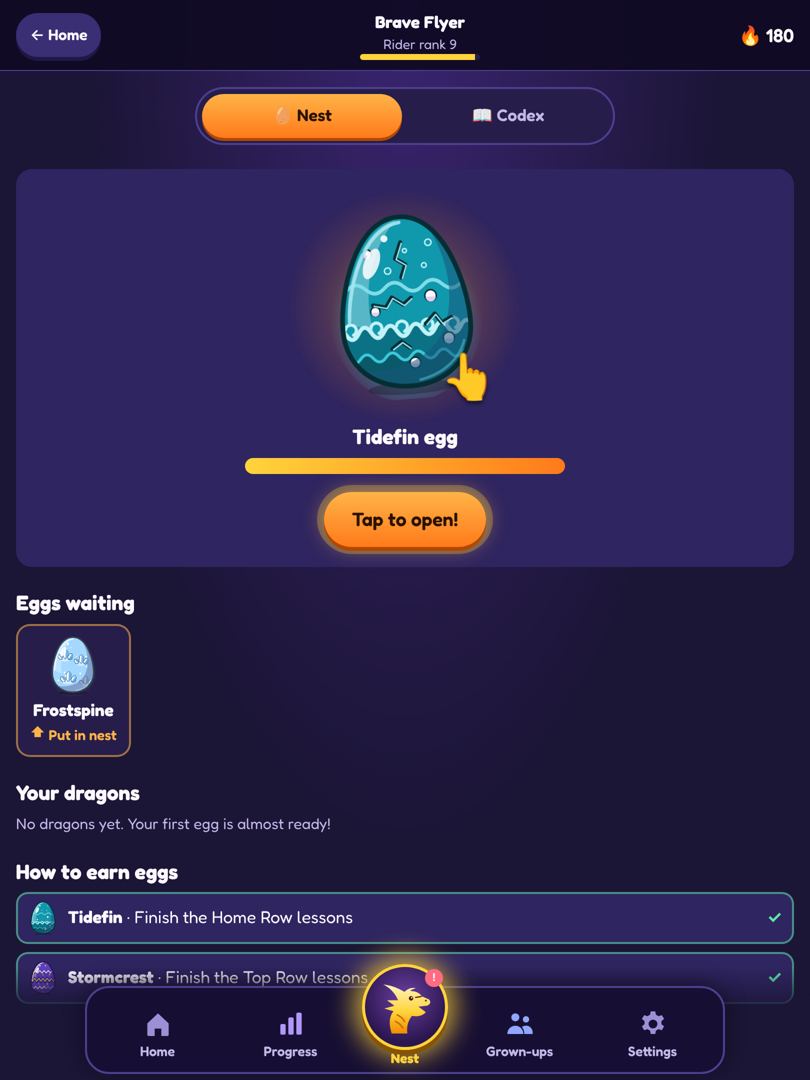 ← Home
Brave Flyer
Rider rank 9
180
Nest
Codex
Tidefin egg
Tap to open!
Eggs waiting
Frostspine
Put in nest
Your dragons
No dragons yet. Your first egg is almost ready!
How to earn eggs
Tidefin · Finish the Home Row lessons
Stormcrest · Finish the Top Row lessons
!
Home
Progress
Nest
Grown-ups
Settings